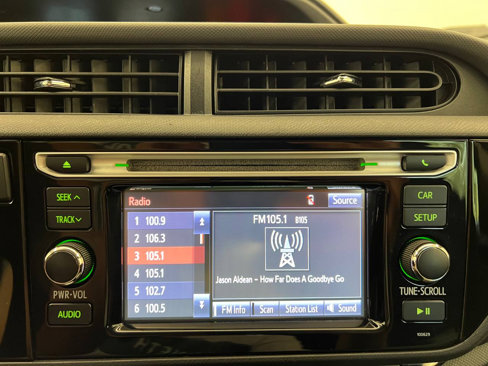 SEEK
TRACK
PWR-VOL
AUDIO
Radio
Source
1 100.9
2 106.3
3 105.1
4 105.1
5 102.7
6 100.5
FM105.1 B105
Jason Aldean - How Far Does A Goodbye Go
FM Info
Scan
Station List
Sound
CAR
SETUP
TUNE-SCROLL
100629